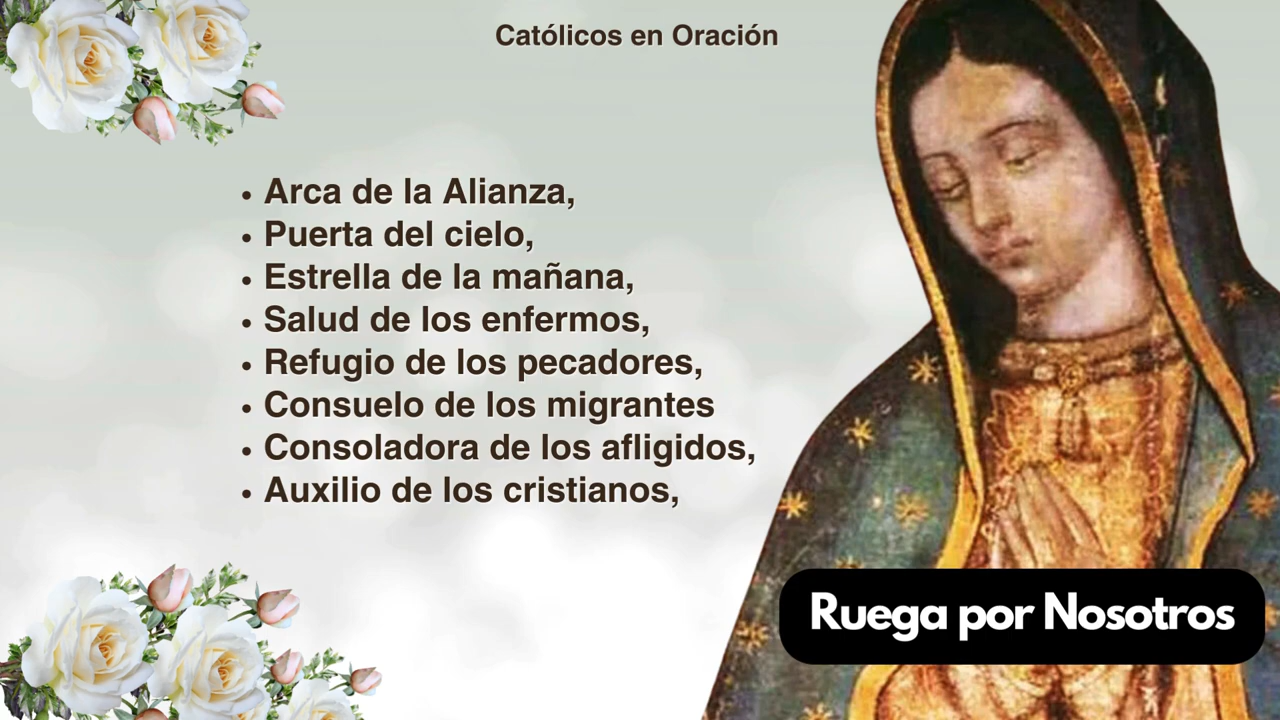 Católicos en Oración
• Arca de la Alianza,
• Puerta del cielo,
• Estrella de la mañana,
• Salud de los enfermos,
• Refugio de los pecadores,
• Consuelo de los migrantes
• Consoladora de los afligidos,
• Auxilio de los cristianos,
Ruega por Nosotros